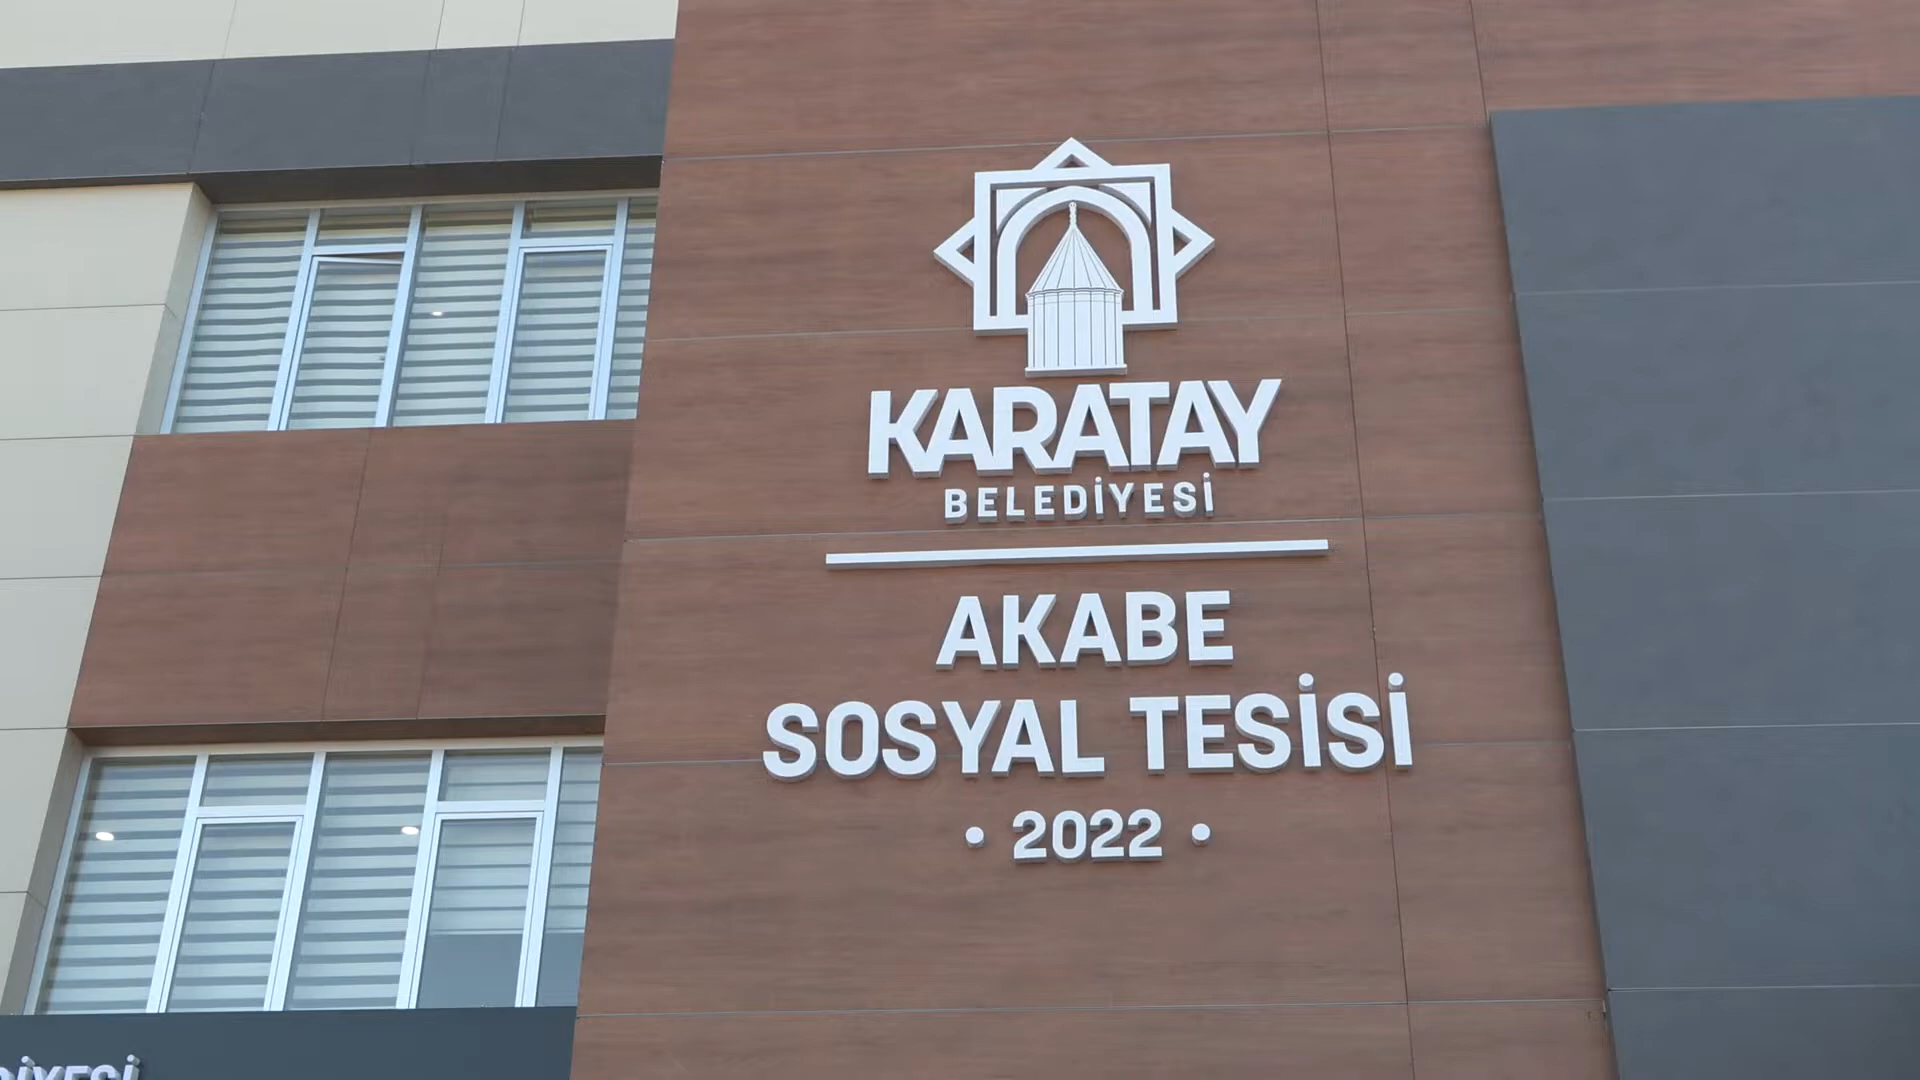 KARATAY
BELEDİYESİ
AKABE
SOSYAL TESİSİ
• 2022 •